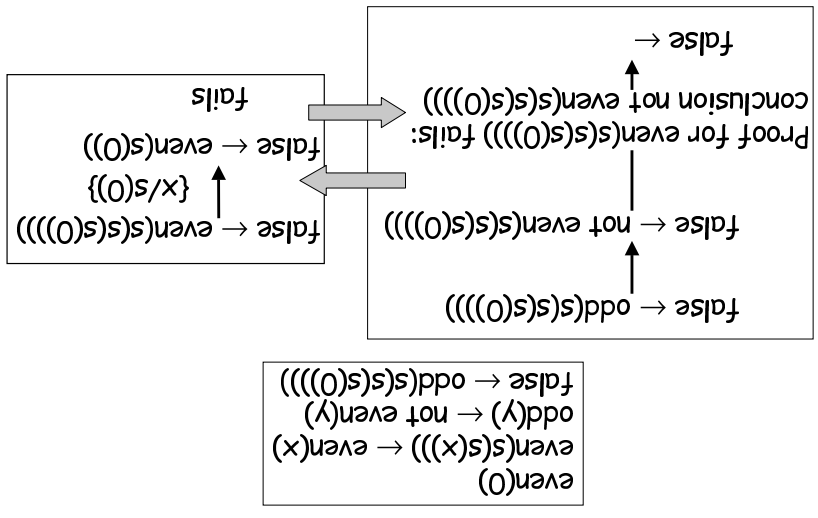 even(0)
even(s(s(x))) ← even(x)
odd(y) ← not even(y)
false ← odd(s(s(s(0))))
false ← odd(s(s(s(0))))
false ← not even(s(s(s(0))))
Proof for even(s(s(s(0)))) fails:
conclusion not even(s(s(s(0))))
false ←
false ← even(s(s(s(0))))
{x/s(0)}
false ← even(s(0))
fails